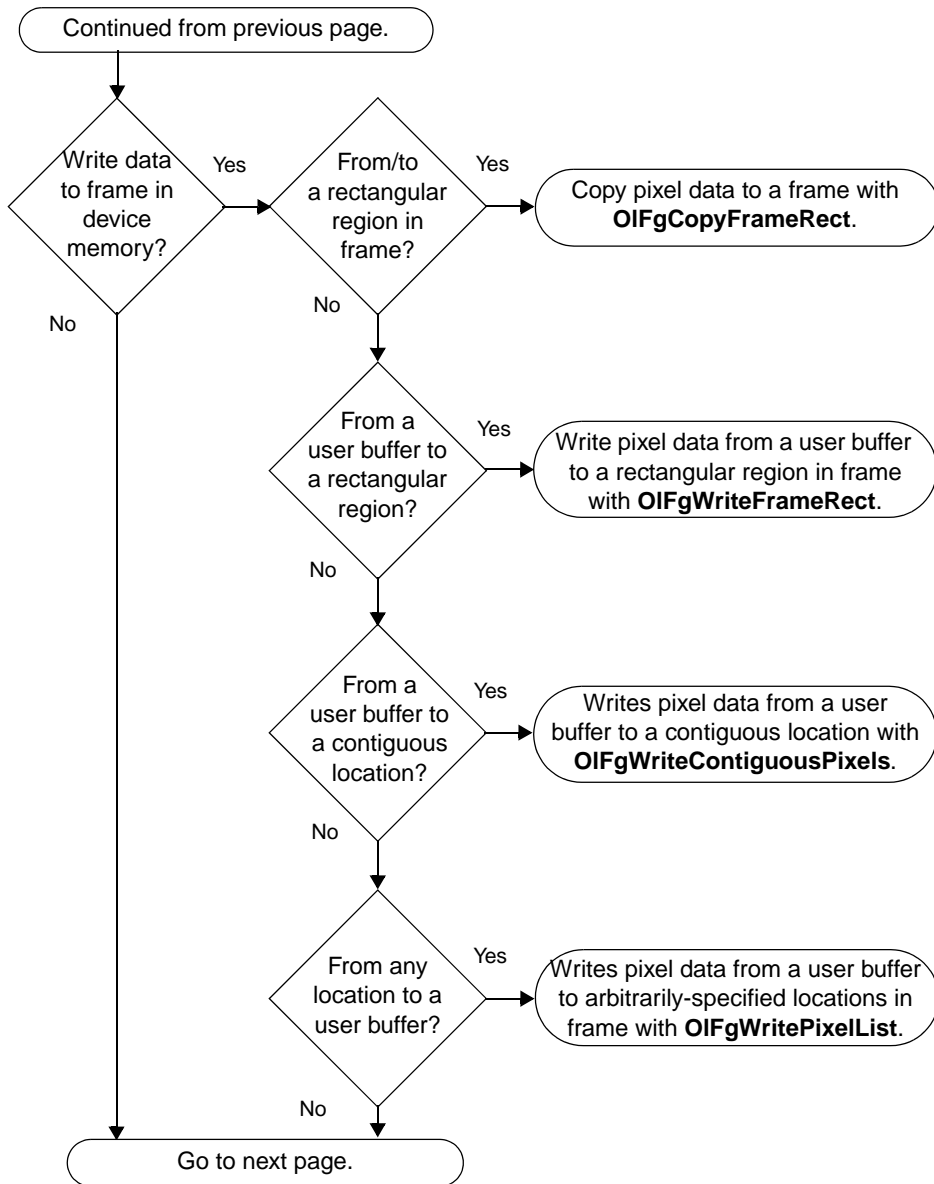 Continued from previous page.
Write data
to frame in
device
memory?
Yes
From/to
a rectangular
region in
frame?
Yes
Copy pixel data to a frame with
OlFgCopyFrameRect.
No
No
From a
user buffer to
a rectangular
region?
Yes
Write pixel data from a user buffer
to a rectangular region in frame
with OlFgWriteFrameRect.
No
From a
user buffer to
a contiguous
location?
Yes
Writes pixel data from a user
buffer to a contiguous location with
OlFgWriteContiguousPixels.
No
From any
location to a
user buffer?
Yes
Writes pixel data from a user buffer
to arbitrarily-specified locations in
frame with OlFgWritePixelList.
No
Go to next page.